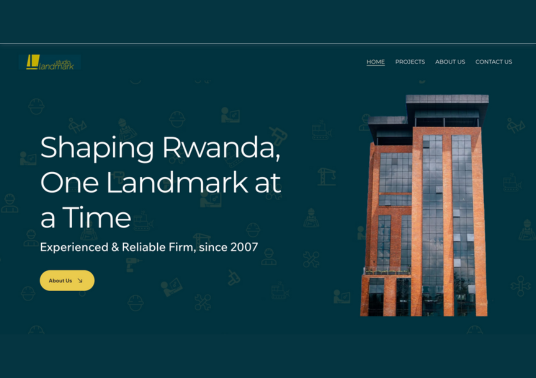 studio
landmark
HOME PROJECTS ABOUT US CONTACT US
Shaping Rwanda,
One Landmark at
a Time
Experienced & Reliable Firm, since 2007
About Us